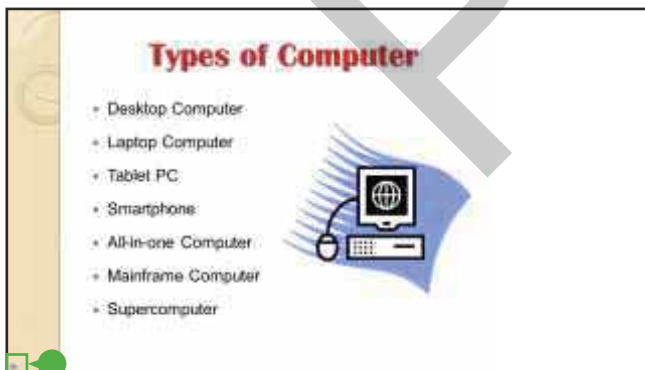 Types of Computer
Desktop Computer
Laptop Computer
Tablet PC
Smartphone
All-in-one Computer
Mainframe Computer
Supercomputer